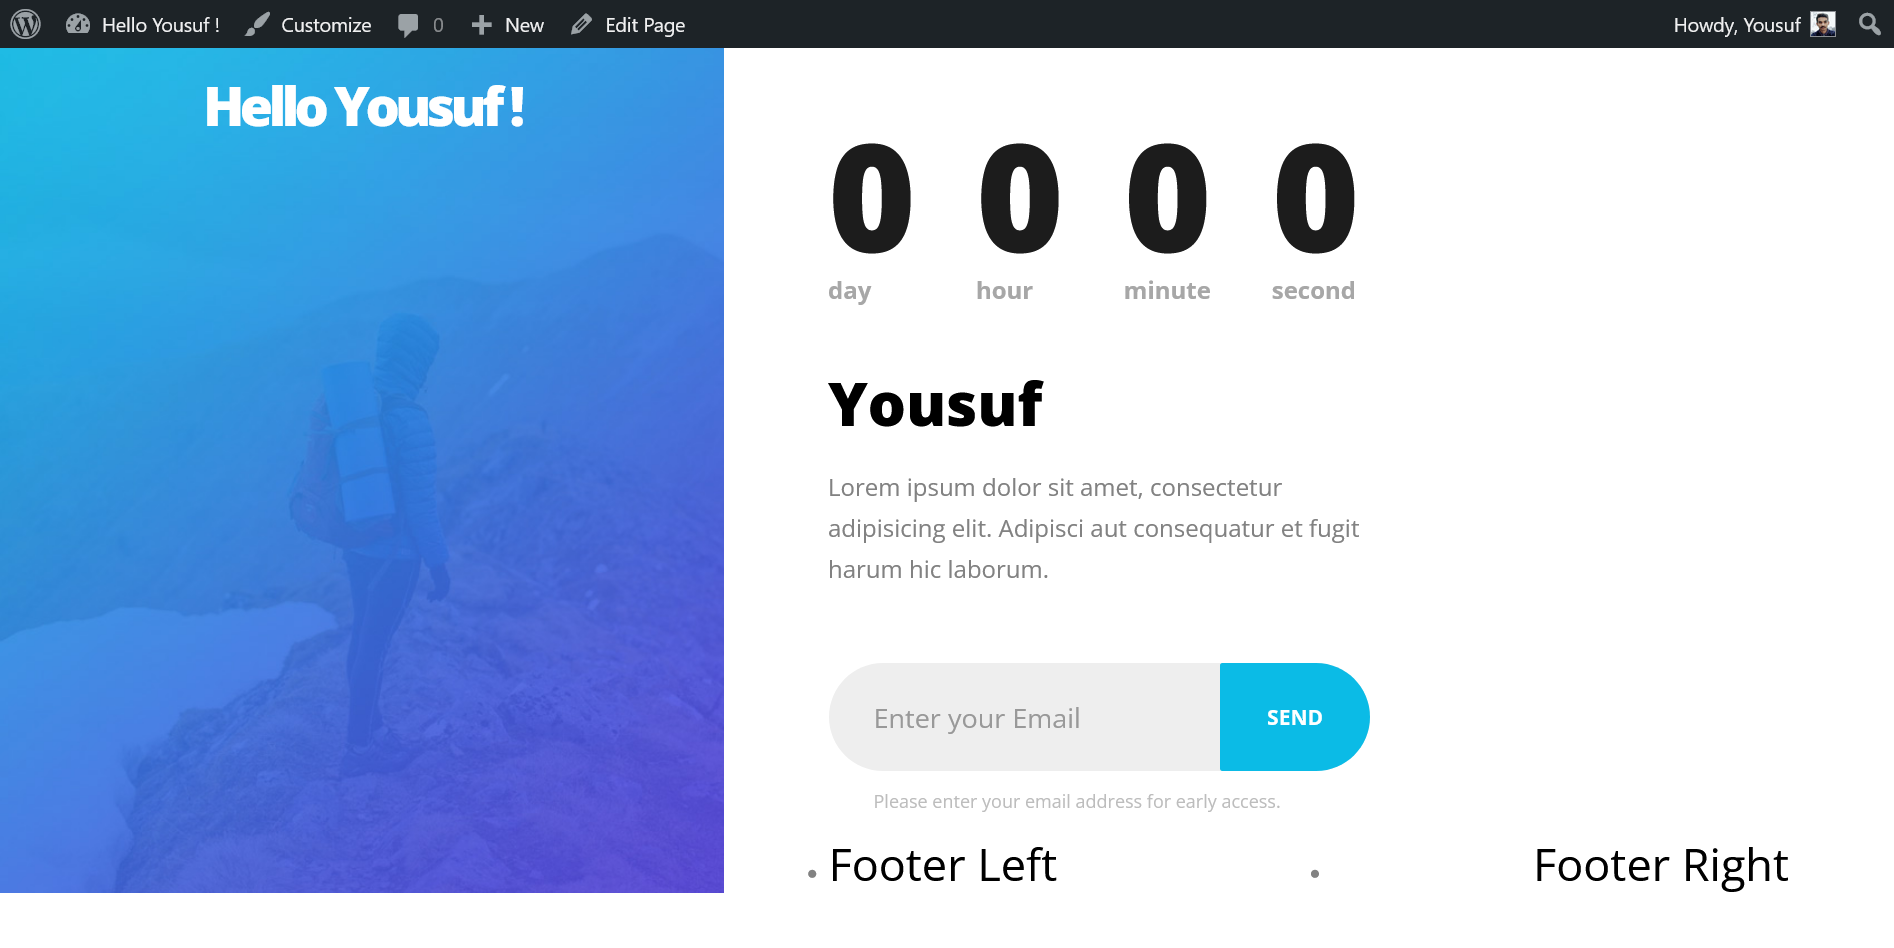 Hello Yousuf !
Customize
0
New
Edit Page
Howdy, Yousuf
Hello Yousuf !
0 0 0 0
day hour minute second
Yousuf
Lorem ipsum dolor sit amet, consectetur
adipisicing elit. Adipisci aut consequatur et fugit
harum hic laborum.
Enter your Email
SEND
Please enter your email address for early access.
Footer Left
Footer Right